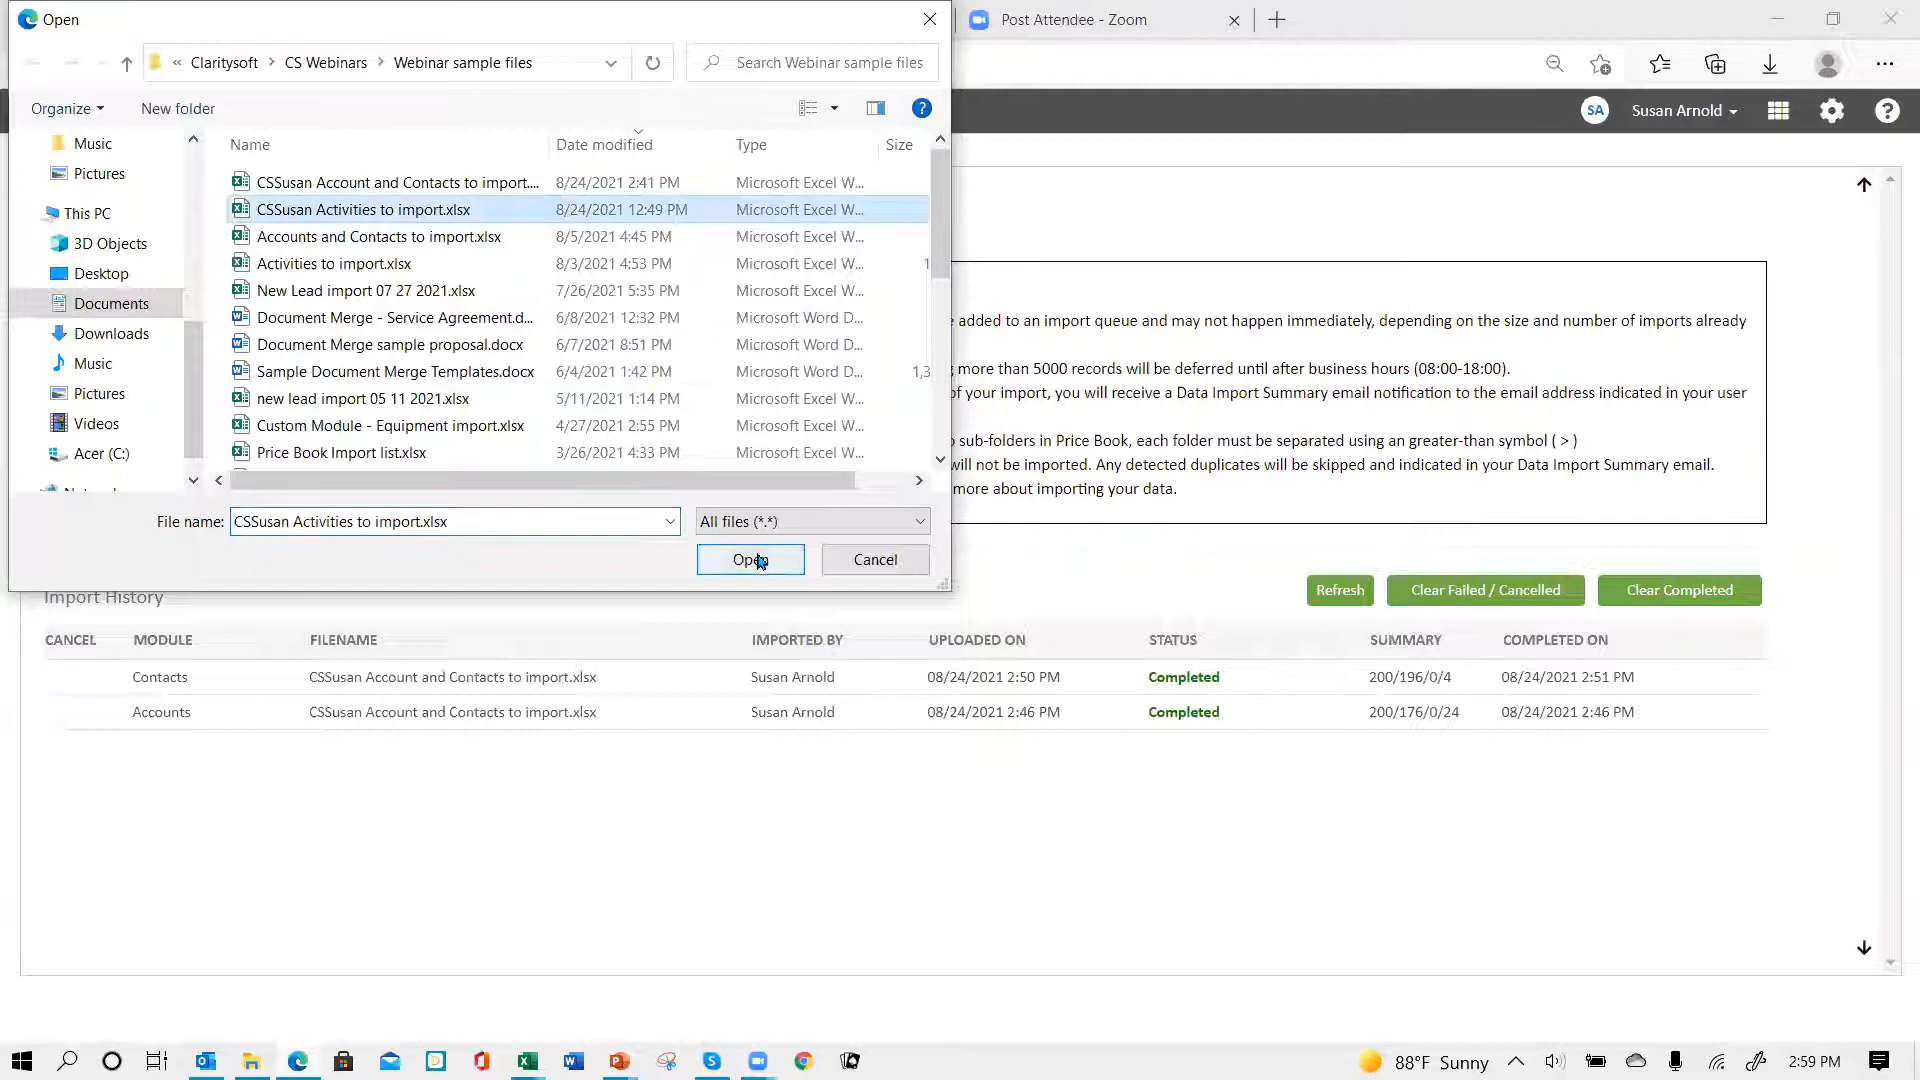 Open
Post Attendee - Zoom
« Claritysoft > CS Webinars > Webinar sample files
Search Webinar sample files
Organize
New folder
SA
Susan Arnold
Music
Pictures
This PC
3D Objects
Desktop
Documents
Downloads
Music
Pictures
Videos
Acer (C:)
Name Date modified Type Size
CSSusan Account and Contacts to import.... 8/24/2021 2:41 PM Microsoft Excel W...
CSSusan Activities to import.xlsx 8/24/2021 12:49 PM Microsoft Excel W...
Accounts and Contacts to import.xlsx 8/5/2021 4:45 PM Microsoft Excel W...
Activities to import.xlsx 8/3/2021 4:53 PM Microsoft Excel W... 1
New Lead import 07 27 2021.xlsx 7/26/2021 5:35 PM Microsoft Excel W...
Document Merge - Service Agreement.d... 6/8/2021 12:32 PM Microsoft Word D...
Document Merge sample proposal.docx 6/7/2021 8:51 PM Microsoft Word D...
Sample Document Merge Templates.docx 6/4/2021 1:42 PM Microsoft Word D... 1,3
new lead import 05 11 2021.xlsx 5/11/2021 1:14 PM Microsoft Excel W...
Custom Module - Equipment import.xlsx 4/27/2021 2:55 PM Microsoft Excel W...
Price Book Import list.xlsx 3/26/2021 4:33 PM Microsoft Excel W...
File name: CSSusan Activities to import.xlsx
All files (*.*)
Open
Cancel
added to an import queue and may not happen immediately, depending on the size and number of imports already
more than 5000 records will be deferred until after business hours (08:00-18:00).
of your import, you will receive a Data Import Summary email notification to the email address indicated in your user
sub-folders in Price Book, each folder must be separated using an greater-than symbol ( > )
will not be imported. Any detected duplicates will be skipped and indicated in your Data Import Summary email.
more about importing your data.
Import History
Refresh
Clear Failed / Cancelled
Clear Completed
CANCEL MODULE FILENAME IMPORTED BY UPLOADED ON STATUS SUMMARY COMPLETED ON
Contacts CSSusan Account and Contacts to import.xlsx Susan Arnold 08/24/2021 2:50 PM Completed 200/196/0/4 08/24/2021 2:51 PM
Accounts CSSusan Account and Contacts to import.xlsx Susan Arnold 08/24/2021 2:46 PM Completed 200/176/0/24 08/24/2021 2:46 PM
88°F Sunny
2:59 PM